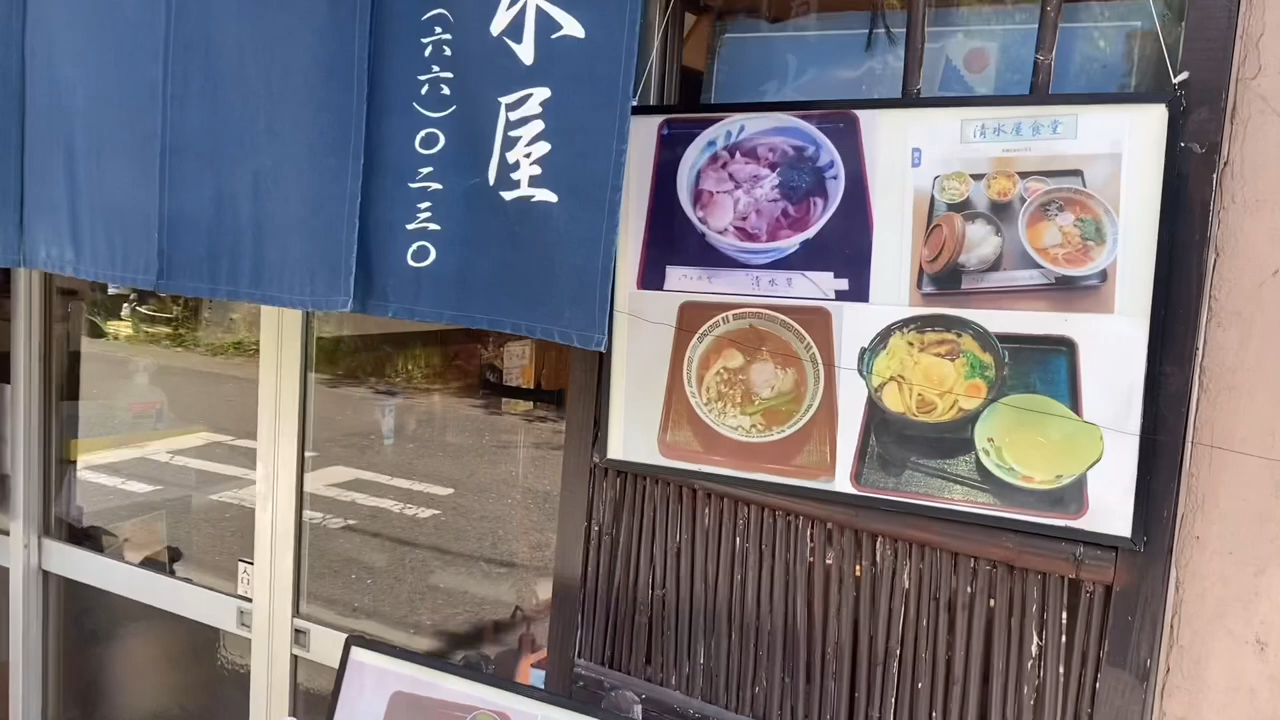 水屋
(六六)〇二三〇
清水屋食堂
清水屋
入口